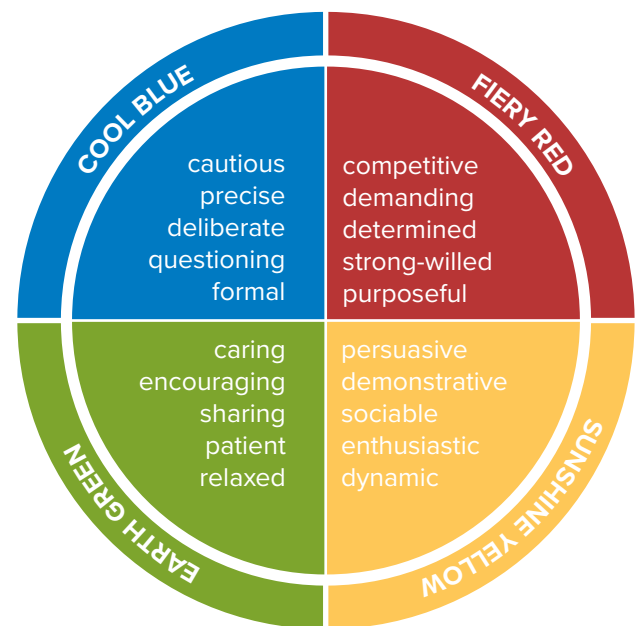 COOL BLUE
cautious
precise
deliberate
questioning
formal
FIERY RED
competitive
demanding
determined
strong-willed
purposeful
EARTH GREEN
caring
encouraging
sharing
patient
relaxed
SUNSHINE YELLOW
persuasive
demonstrative
sociable
enthusiastic
dynamic